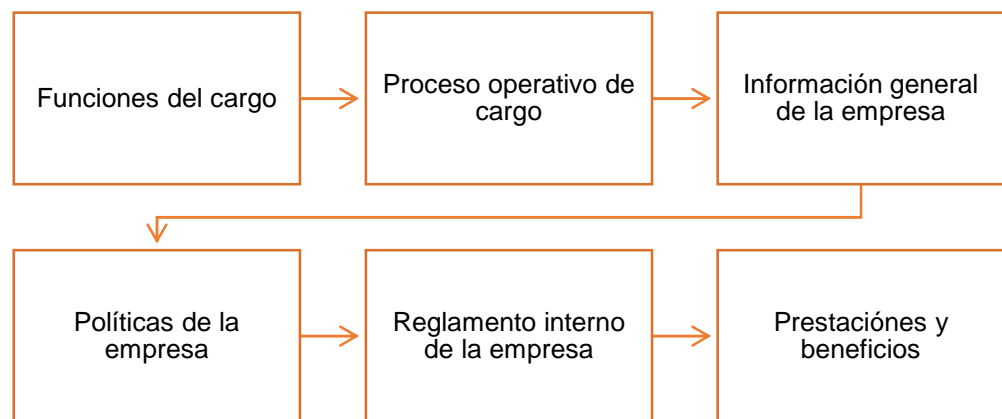 Funciones del cargo
Proceso operativo de
cargo
Información general
de la empresa
Políticas de la
empresa
Reglamento interno
de la empresa
Prestaciónes y
beneficios